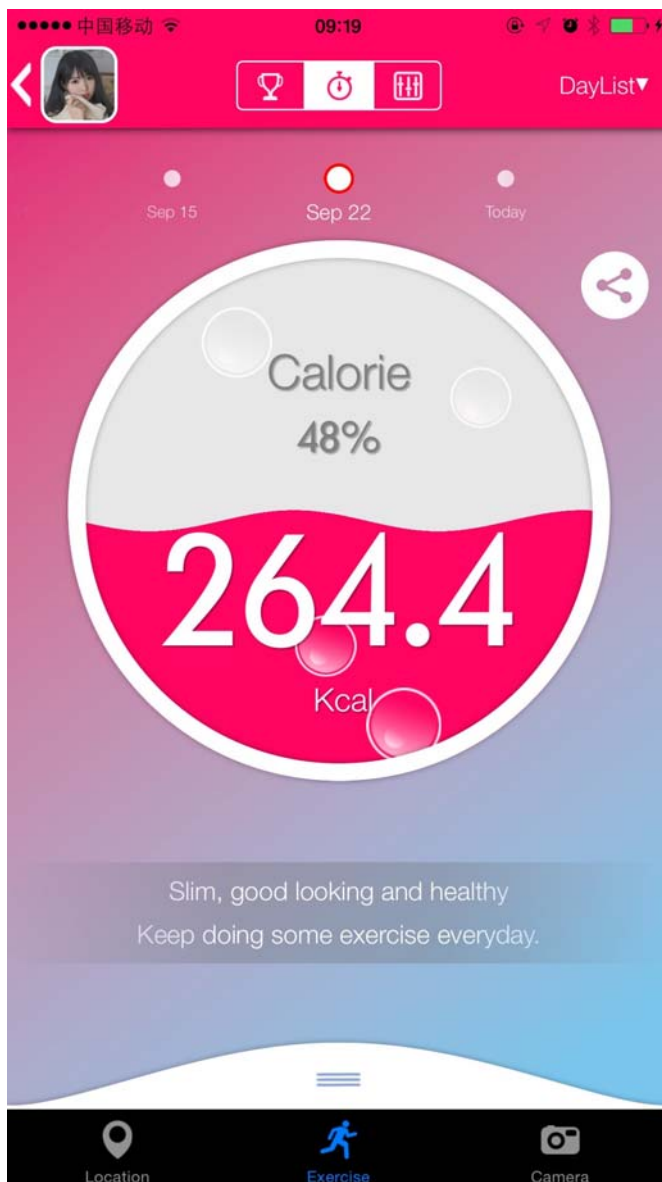 中国移动 09:19
DayList▼
Sep 15 Sep 22 Today
Calorie
48%
264.4
Kcal
Slim, good looking and healthy
Keep doing some exercise everyday.
Location Exercise Camera